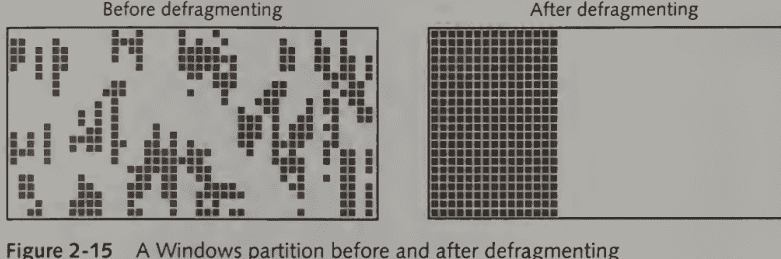 Before defragmenting
After defragmenting
Figure 2-15 A Windows partition before and after defragmenting